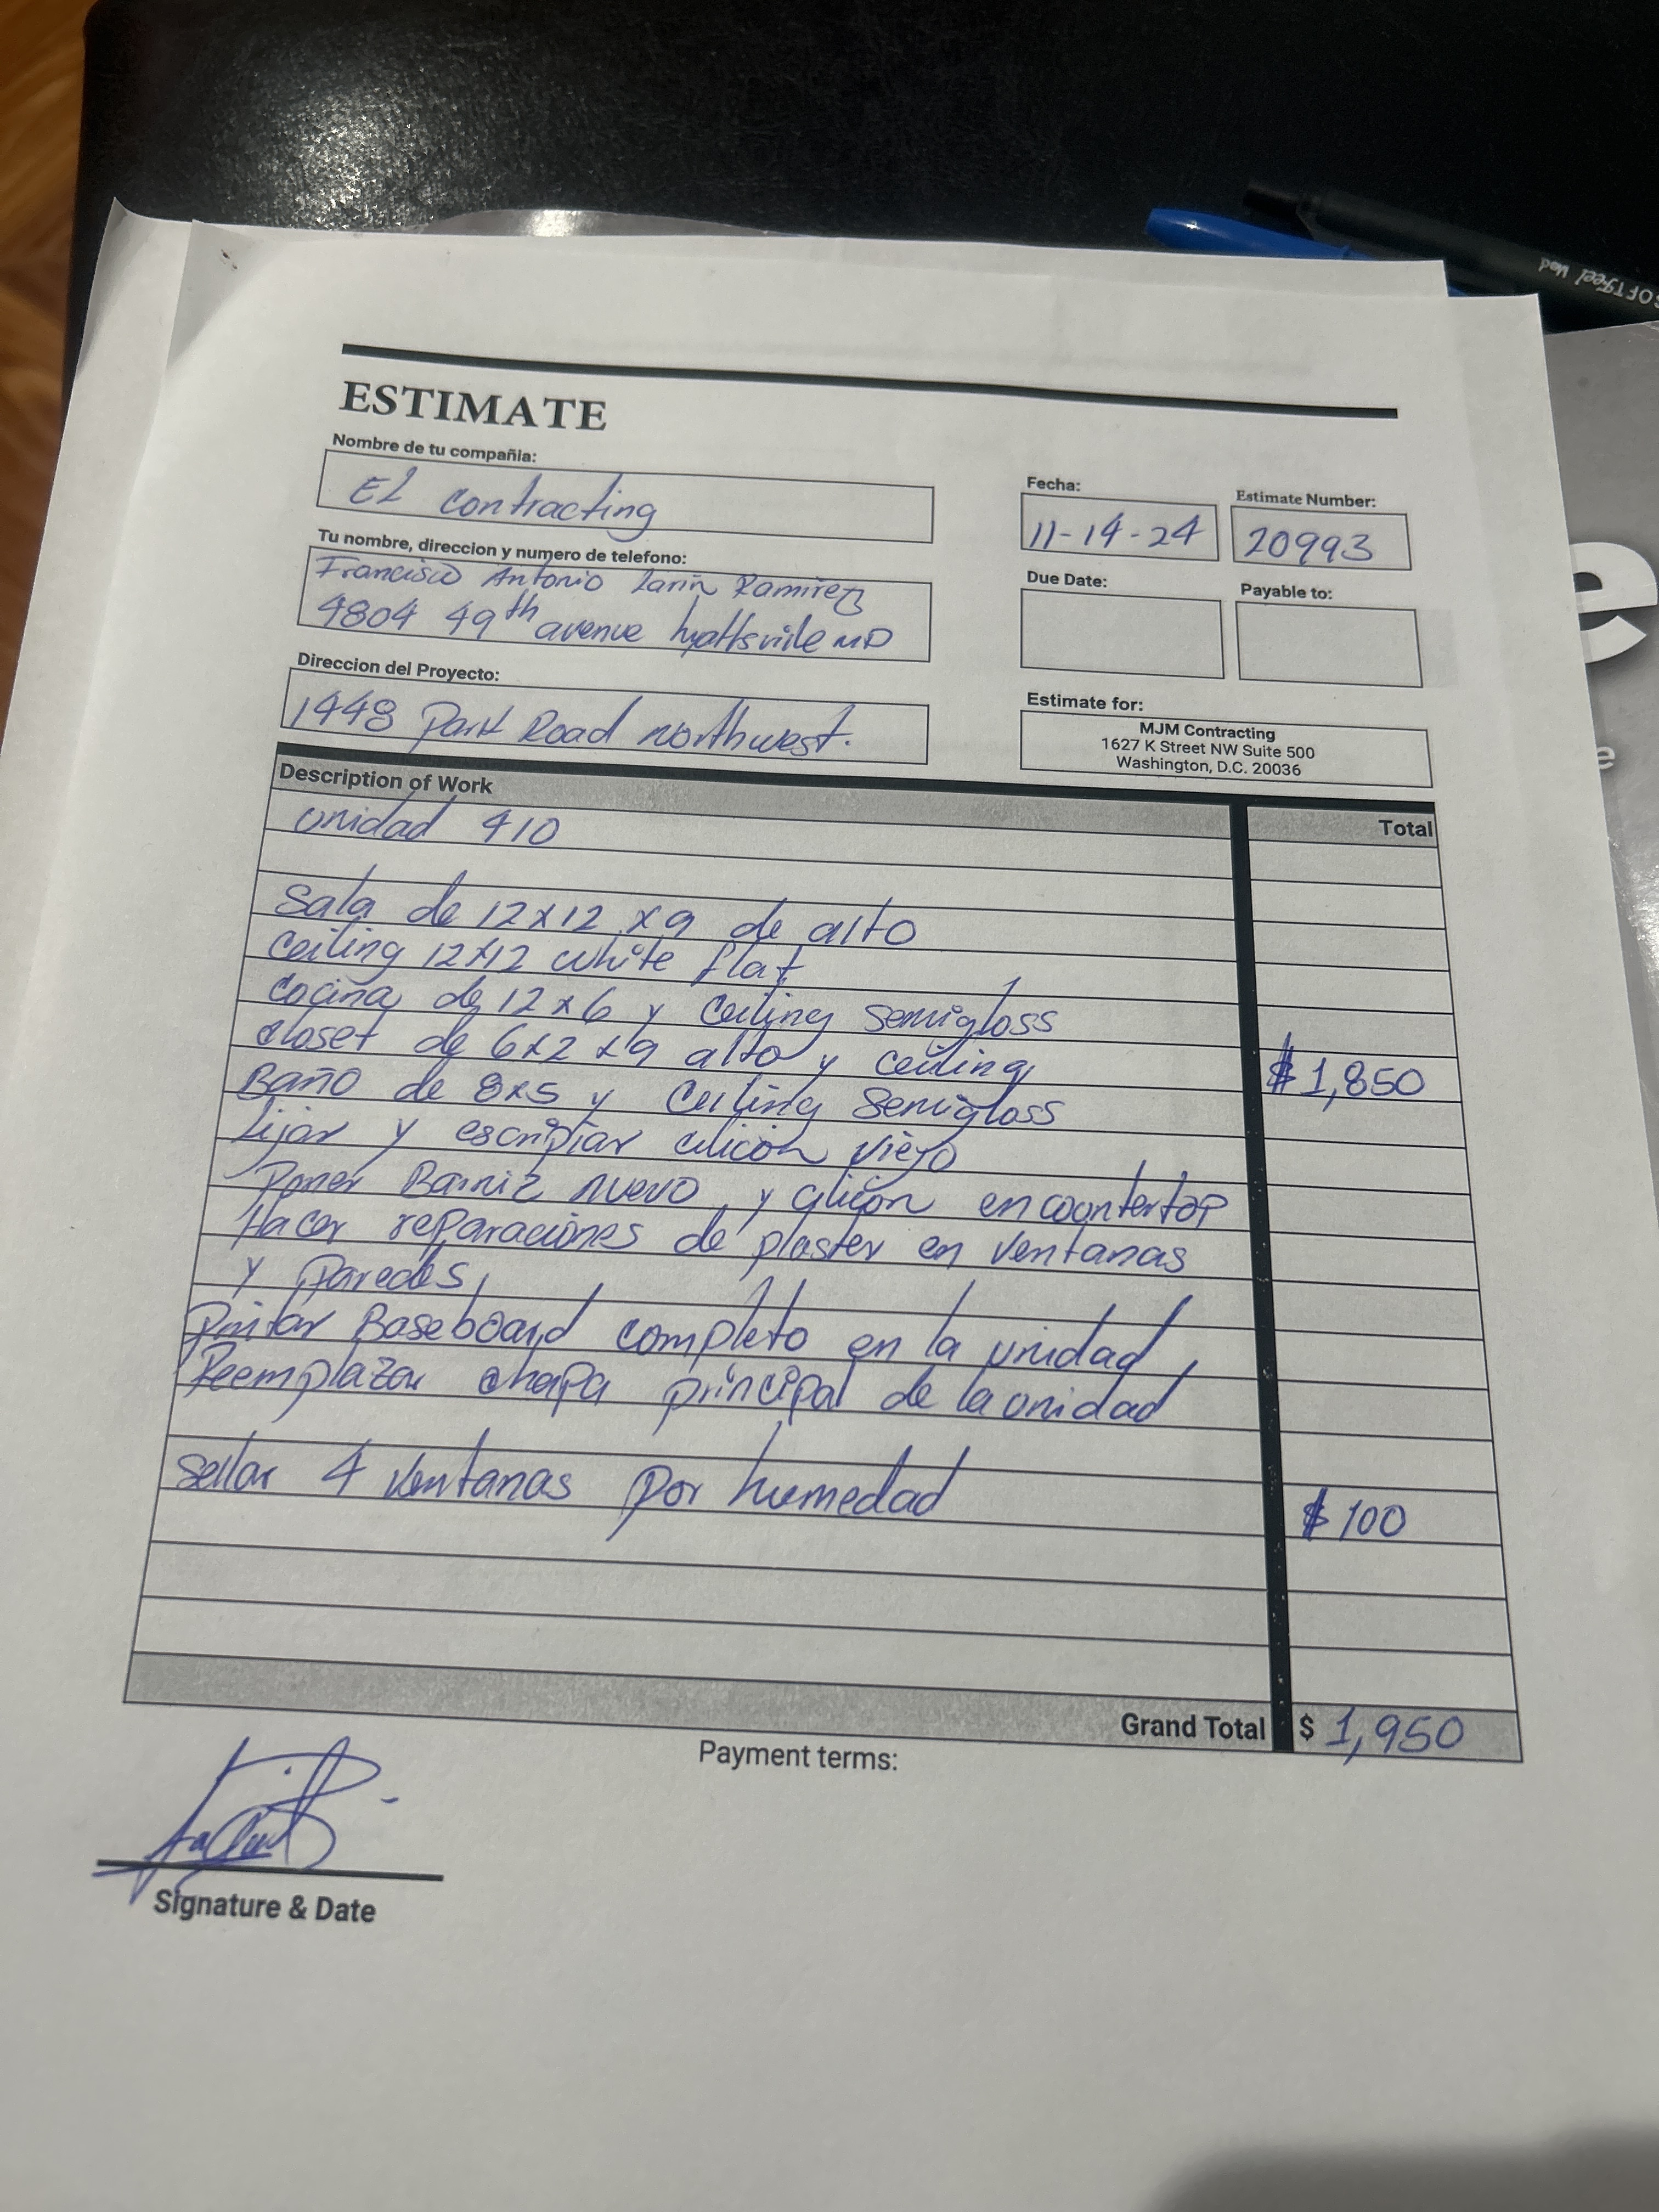 SOFTFeel Med
e
e
ESTIMATE
Nombre de tu compañia:
EL contracting
Fecha:
11-14-24
Estimate Number:
20993
Tu nombre, direccion y numero de telefono:
Francisco Antonio Larin Ramirez
4804 49th avenue hyattsville MD
Due Date:
Payable to:
Direccion del Proyecto:
1448 Park Road northwest.
Estimate for:
MJM Contracting
1627 K Street NW Suite 500
Washington, D.C. 20036
Description of Work
Total
unidad 410
Sala de 12x12 x9 de alto
Ceiling 12x12 white flat
Cocina de 12x6 y Ceiling Semigloss
closet de 6x2 x9 alto y ceiling
$ 1,850
Baño de 8x5 y Ceiling Semigloss
Lijar y escripiar cilicon viejo
Poner Barniz nuevo y cilicon en countertop
Hacer reparaciones de plaster en ventanas
y paredes,
Pintar Baseboard completo en la unidad,
Reemplazar chapa principal de la unidad
Sellar 4 ventanas por humedad
$ 100
Grand Total $ 1,950
Payment terms:
Signature & Date